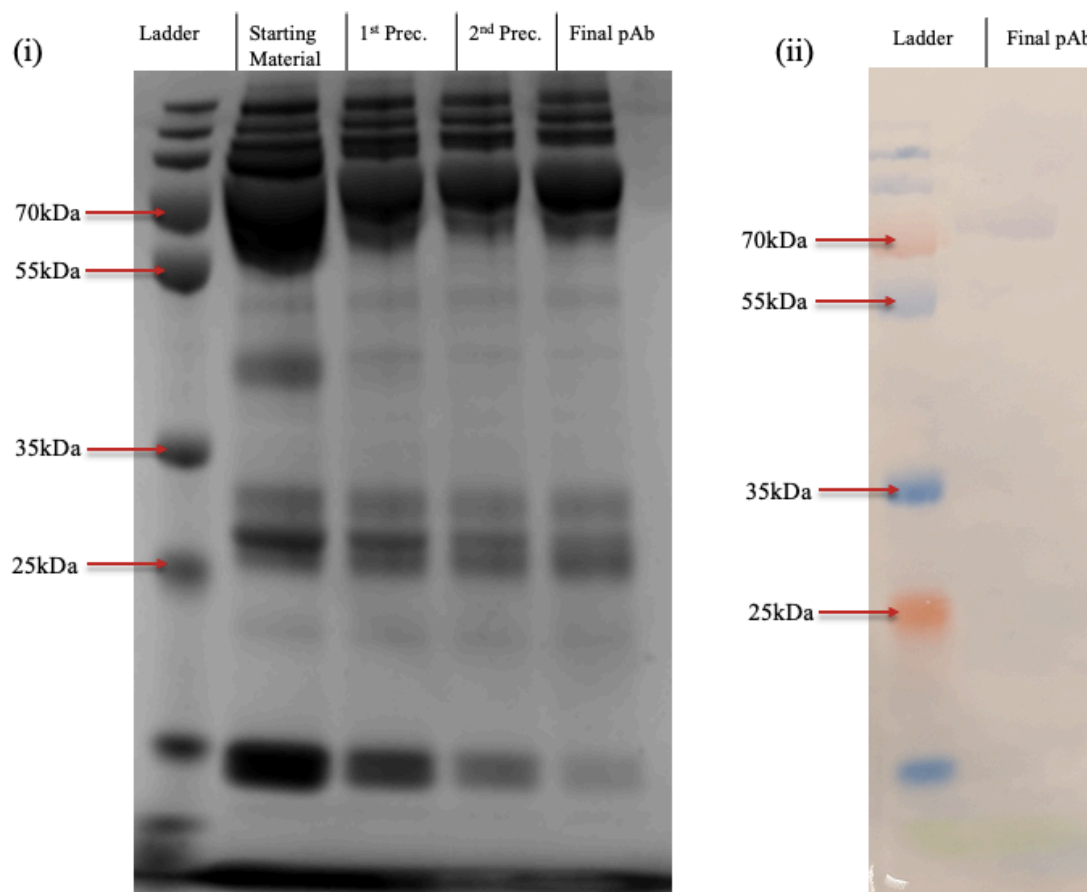 (i)
Ladder
Starting
Material
1st Prec.
2nd Prec.
Final pAb
70kDa
55kDa
35kDa
25kDa
(ii)
Ladder
Final pAb
70kDa
55kDa
35kDa
25kDa